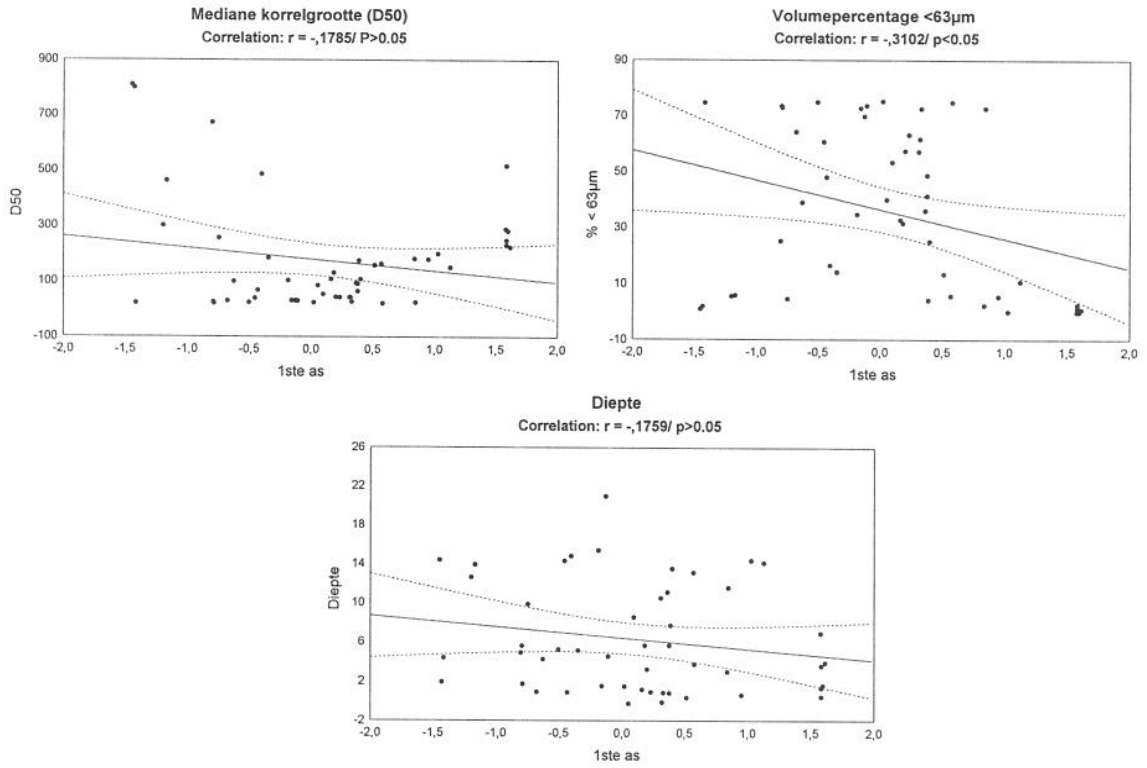 Mediane korrelgrootte (D50)
Correlation: r = -,1785/ P>0.05
900
700
500
300
100
-100
D50
-2,0 -1,5 -1,0 -0,5 0,0 0,5 1,0 1,5 2,0
1ste as
Volumepercentage <63µm
Correlation: r = -,3102/ p<0.05
90
70
50
30
10
-10
% < 63µm
-2,0 -1,5 -1,0 -0,5 0,0 0,5 1,0 1,5 2,0
1ste as
Diepte
Correlation: r = -,1759/ p>0.05
26
22
18
14
10
6
2
-2
Diepte
-2,0 -1,5 -1,0 -0,5 0,0 0,5 1,0 1,5 2,0
1ste as